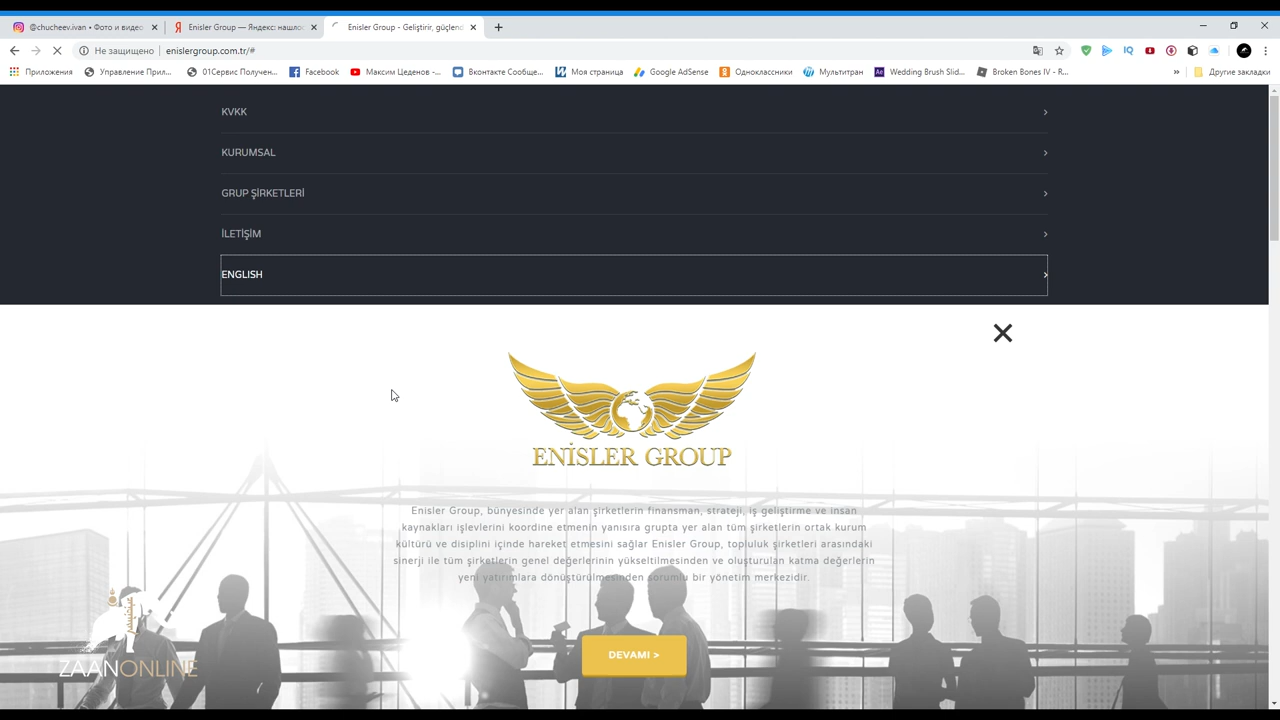 @chucheev.ivan • Фото и видео
Enisler Group — Яндекс: нашлос
Enisler Group - Geliştirir, güçlend
Не защищено
enislergroup.com.tr/#
Приложения
Управление Прил...
01Сервис Получен...
Facebook
Максим Цеденов -...
Вконтакте Сообще...
Моя страница
Google AdSense
Одноклассники
Мультитран
Wedding Brush Slid...
Broken Bones IV - R...
Другие закладки
KVKK
KURUMSAL
GRUP ŞİRKETLERİ
İLETİŞİM
ENGLISH
ENİSLER GROUP
Enisler Group, bünyesinde yer alan şirketlerin finansman, strateji, iş geliştirme ve insan
kaynakları işlevlerini koordine etmenin yanısıra grupta yer alan tüm şirketlerin ortak kurum
kültürü ve disiplini içinde hareket etmesini sağlar Enisler Group, topluluk şirketleri arasındaki
sinerji ile tüm şirketlerin genel değerlerinin yükseltilmesinden ve oluşturulan katma değerlerin
yeni yatırımlara dönüştürülmesinden sorumlu bir yönetim merkezidir.
DEVAMI >
ZAANONLINE